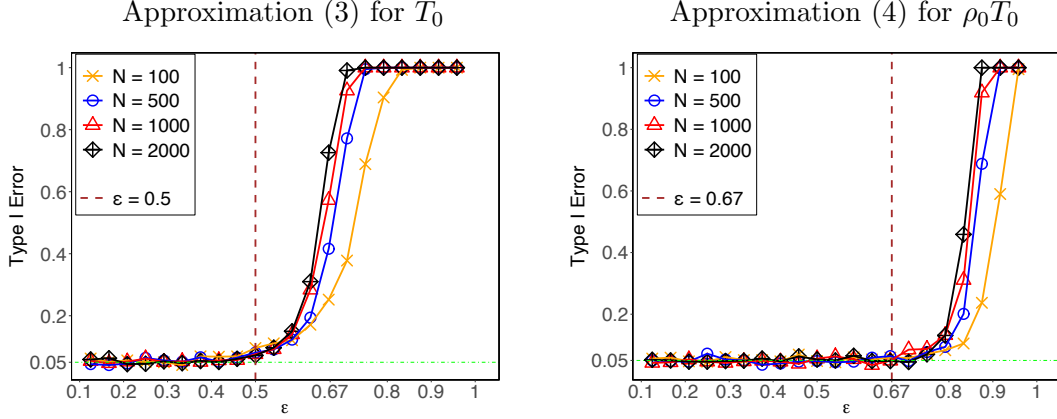 Approximation (3) for T₀
Type I Error
1
0.8
0.6
0.4
0.2
0.05
N = 100
N = 500
N = 1000
N = 2000
ε = 0.5
0.1 0.2 0.3 0.4 0.5 0.67 0.8 0.9 1
ε
Approximation (4) for ρ₀T₀
Type I Error
1
0.8
0.6
0.4
0.2
0.05
N = 100
N = 500
N = 1000
N = 2000
ε = 0.67
0.1 0.2 0.3 0.4 0.5 0.67 0.8 0.9 1
ε